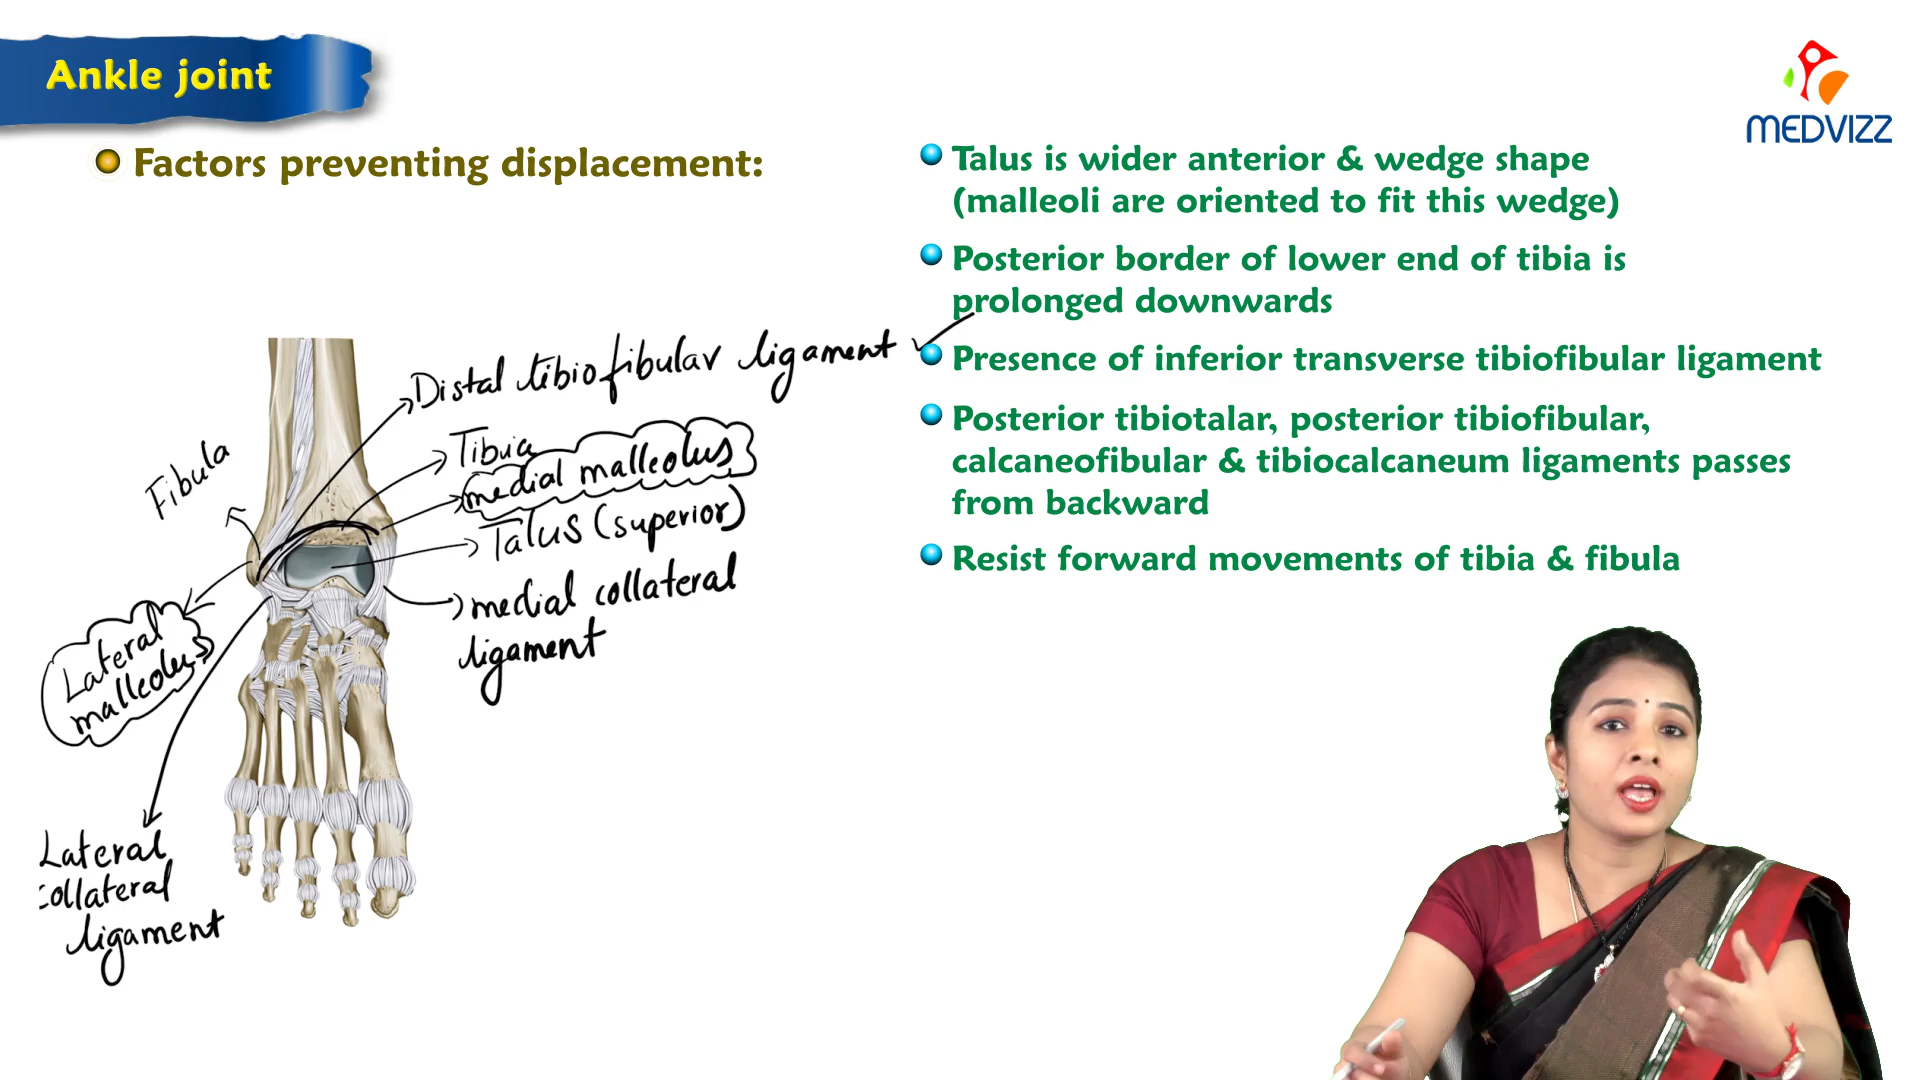 Ankle joint
MEDVIZZ
Factors preventing displacement:
Talus is wider anterior & wedge shape
(malleoli are oriented to fit this wedge)
Posterior border of lower end of tibia is
prolonged downwards
Presence of inferior transverse tibiofibular ligament
Posterior tibiotalar, posterior tibiofibular,
calcaneofibular & tibiocalcaneum ligaments passes
from backward
Resist forward movements of tibia & fibula
Distal tibiofibular ligament
Tibia
medial malleolus
Talus (superior)
medial collateral
ligament
Fibula
Lateral
malleolus
Lateral
collateral
ligament